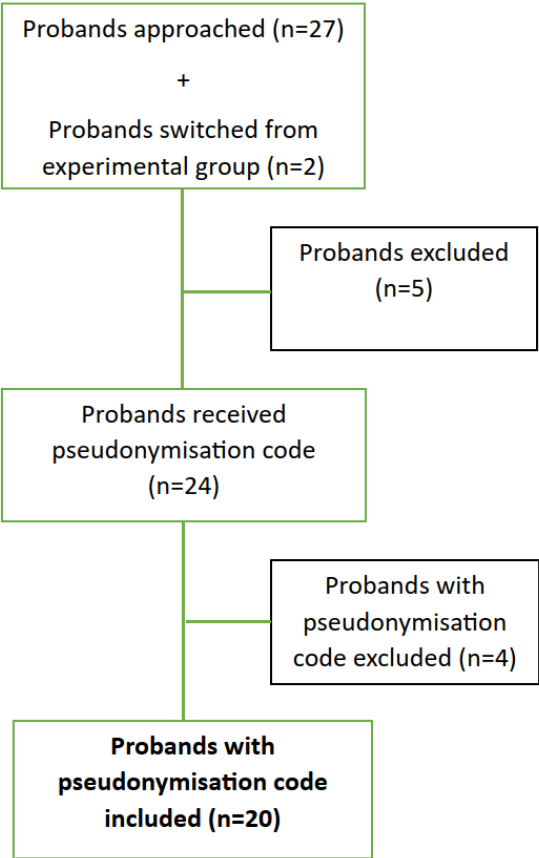 Probands approached (n=27)
+
Probands switched from
experimental group (n=2)
Probands excluded
(n=5)
Probands received
pseudonymisation code
(n=24)
Probands with
pseudonymisation
code excluded (n=4)
Probands with
pseudonymisation code
included (n=20)